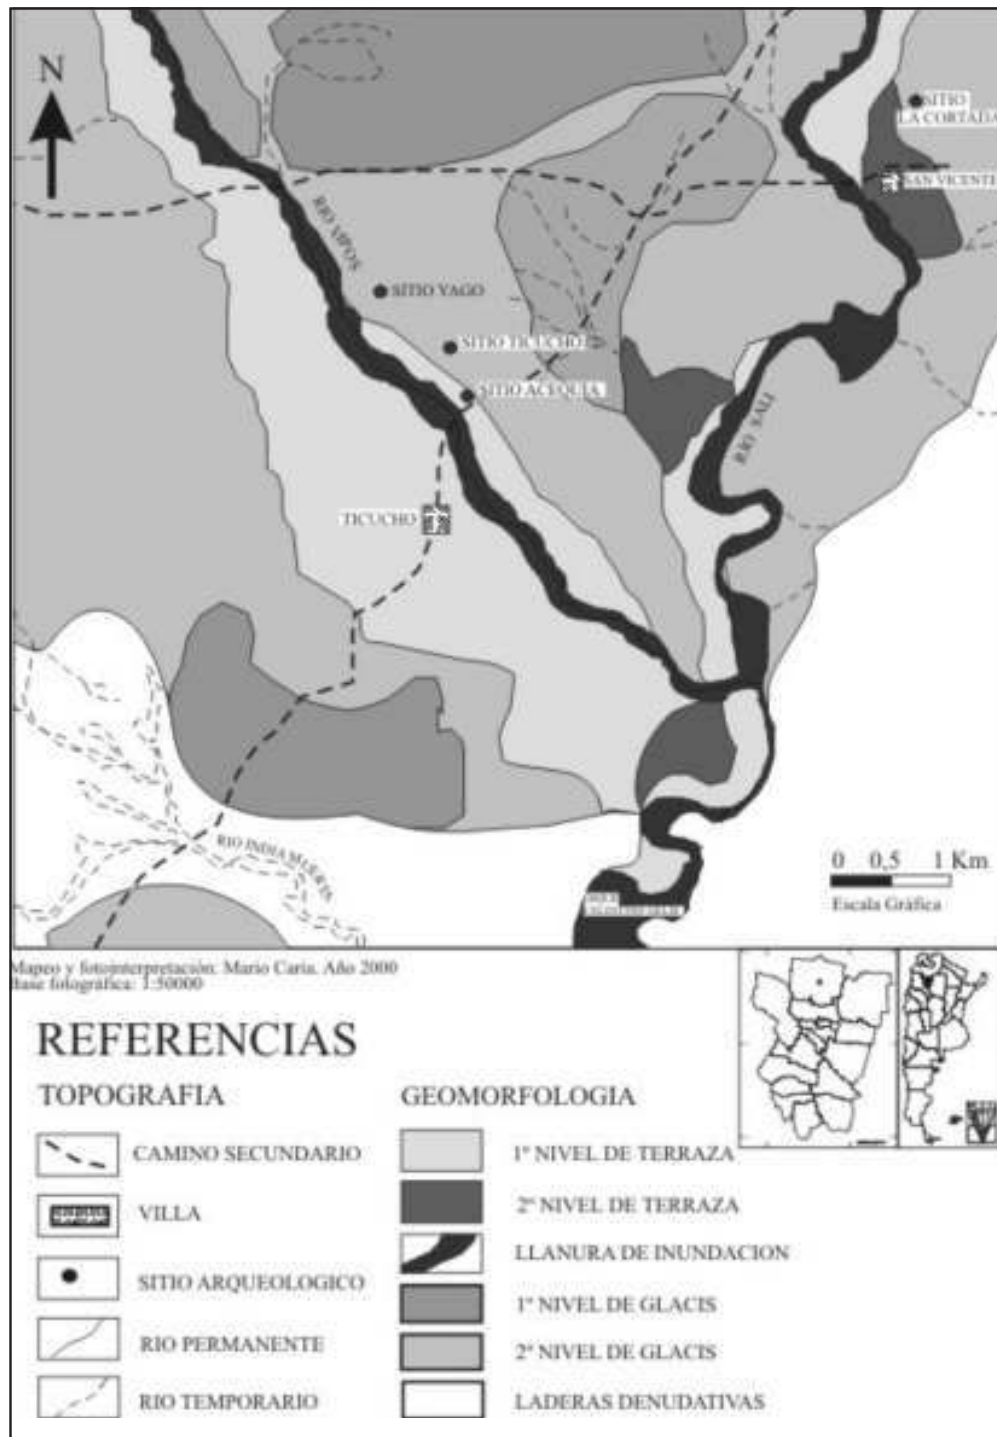 N
SITIO
LA CORTADA
SAN VICENTE
RIO VIPOS
SITIO YAGO
SITIO TICUCHO
SITIO ACEQUIA
RIO SALI
TICUCHO
RIO INDIA MUERTA
0 0,5 1 Km
Escala Gráfica
Mapeo y fotointerpretación: Mario Caria. Año 2000
Base fotográfica: 1:50000
REFERENCIAS
TOPOGRAFIA
CAMINO SECUNDARIO
VILLA
SITIO ARQUEOLOGICO
RIO PERMANENTE
RIO TEMPORARIO
GEOMORFOLOGIA
1º NIVEL DE TERRAZA
2º NIVEL DE TERRAZA
LLANURA DE INUNDACION
1º NIVEL DE GLACIS
2º NIVEL DE GLACIS
LADERAS DENUDATIVAS